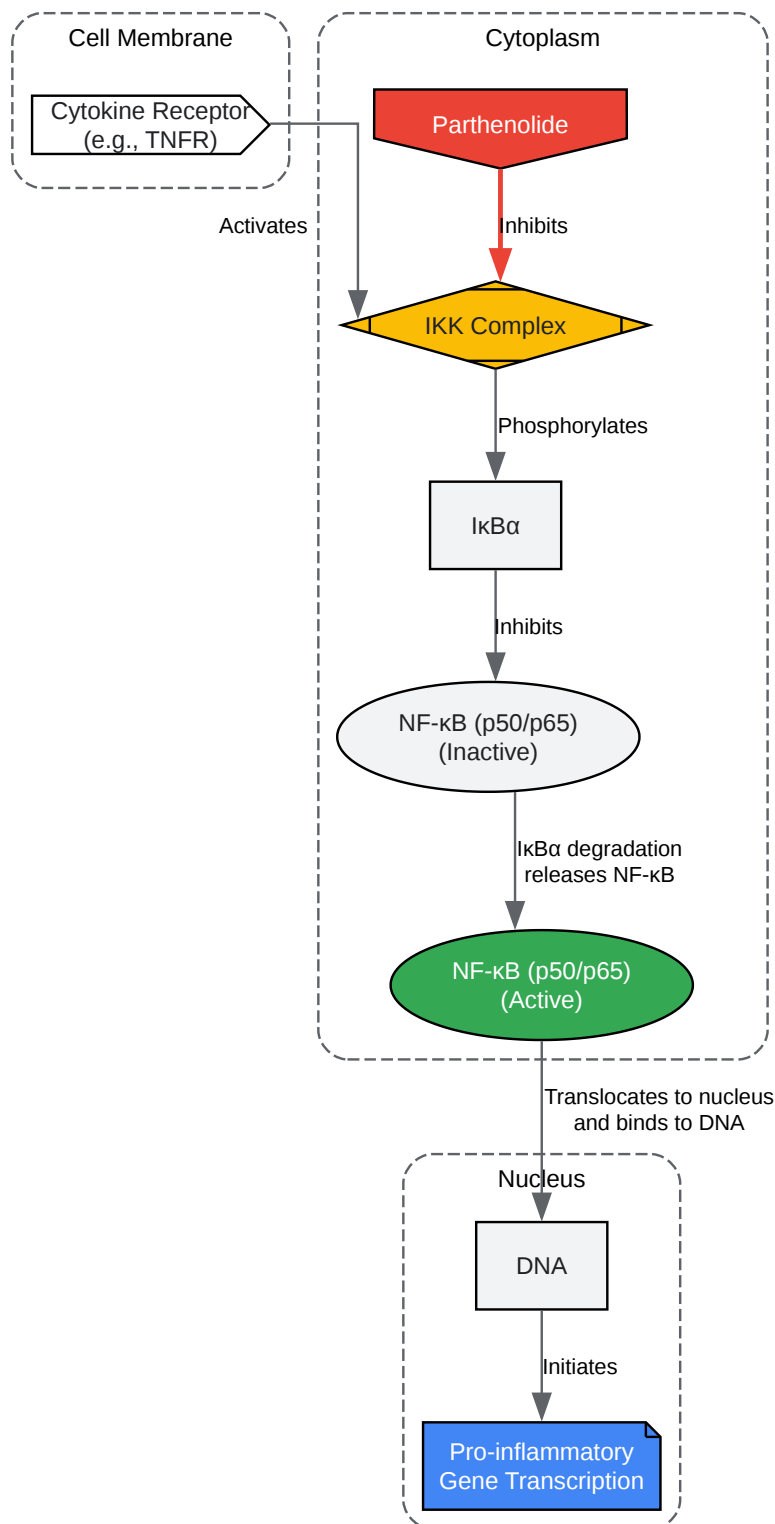 Cell Membrane
Cytoplasm
Cytokine Receptor
(e.g., TNFR)
Parthenolide
Activates
Inhibits
IKK Complex
Phosphorylates
IκBα
Inhibits
NF-κB (p50/p65)
(Inactive)
IκBα degradation
releases NF-κB
NF-κB (p50/p65)
(Active)
Translocates to nucleus
and binds to DNA
Nucleus
DNA
Initiates
Pro-inflammatory
Gene Transcription